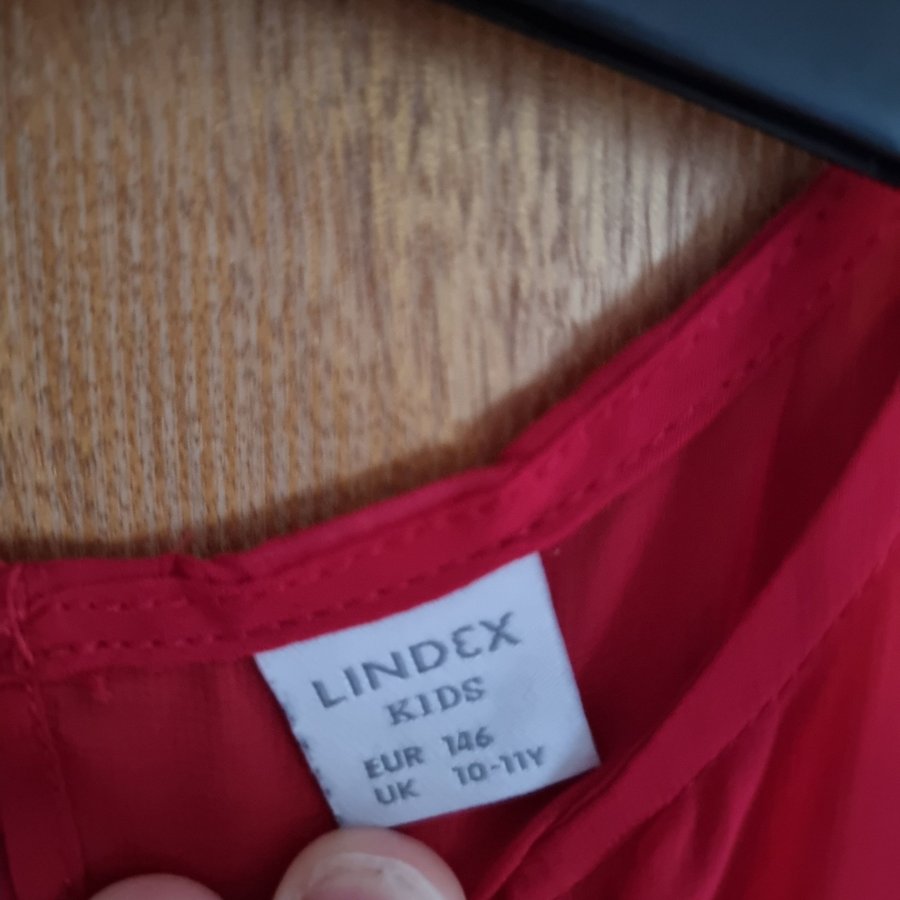 LINDEX
KIDS
EUR 146
UK 10-11Y